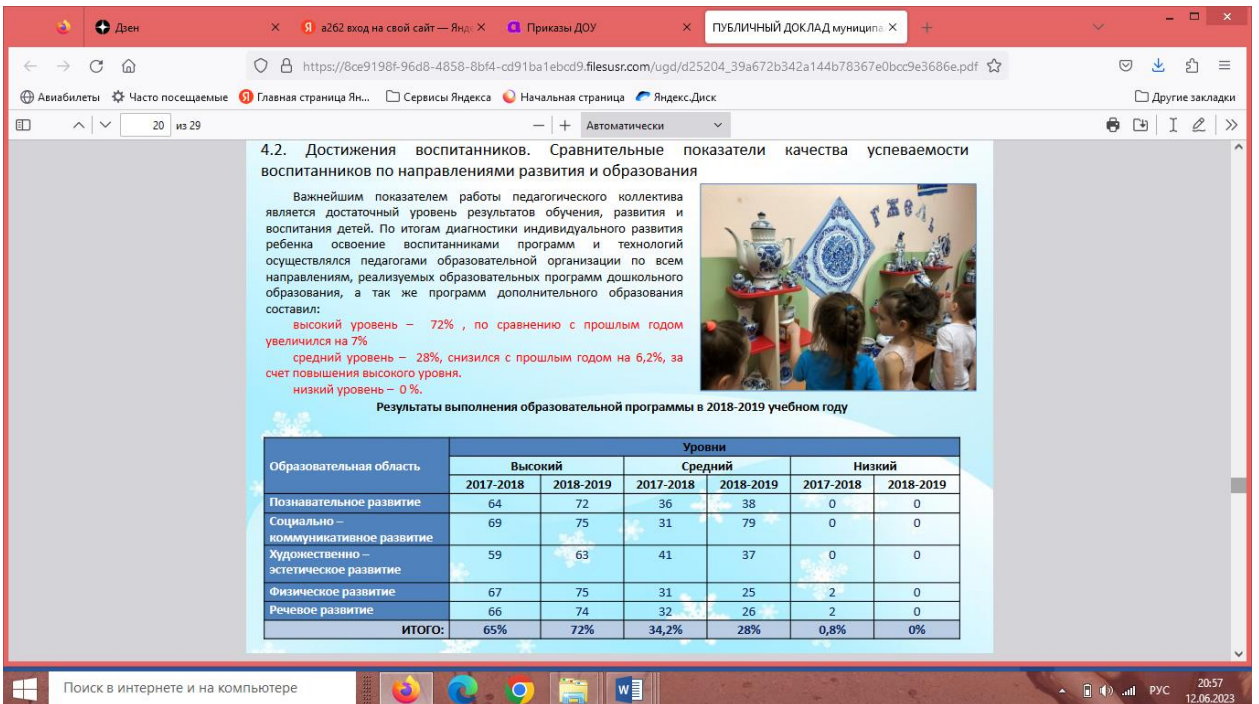 Дзен
а262 вход на свой сайт — Янде
Приказы ДОУ
ПУБЛИЧНЫЙ ДОКЛАД муниципа
https://8ce9198f-96d8-4858-8bf4-cd91ba1ebcd9.filesusr.com/ugd/d25204_39a672b342a144b78367e0bcc9e3686e.pdf
Авиабилеты Часто посещаемые Главная страница Ян... Сервисы Яндекса Начальная страница Яндекс.Диск Другие закладки
20 из 29 — + Автоматически
4.2. Достижения воспитанников. Сравнительные показатели качества успеваемости
воспитанников по направлениями развития и образования
Важнейшим показателем работы педагогического коллектива
является достаточный уровень результатов обучения, развития и
воспитания детей. По итогам диагностики индивидуального развития
ребенка освоение воспитанниками программ и технологий
осуществлялся педагогами образовательной организации по всем
направлениям, реализуемых образовательных программ дошкольного
образования, а так же программ дополнительного образования
составил:
высокий уровень – 72% , по сравнению с прошлым годом
увеличился на 7%
средний уровень – 28%, снизился с прошлым годом на 6,2%, за
счет повышения высокого уровня.
низкий уровень – 0 %.
гжель
Результаты выполнения образовательной программы в 2018-2019 учебном году
Образовательная область Уровни
Высокий Средний Низкий
2017-2018 2018-2019 2017-2018 2018-2019 2017-2018 2018-2019
Познавательное развитие 64 72 36 38 0 0
Социально –
коммуникативное развитие 69 75 31 79 0 0
Художественно –
эстетическое развитие 59 63 41 37 0 0
Физическое развитие 67 75 31 25 2 0
Речевое развитие 66 74 32 26 2 0
ИТОГО: 65% 72% 34,2% 28% 0,8% 0%
Поиск в интернете и на компьютере
РУС
20:57
12.06.2023